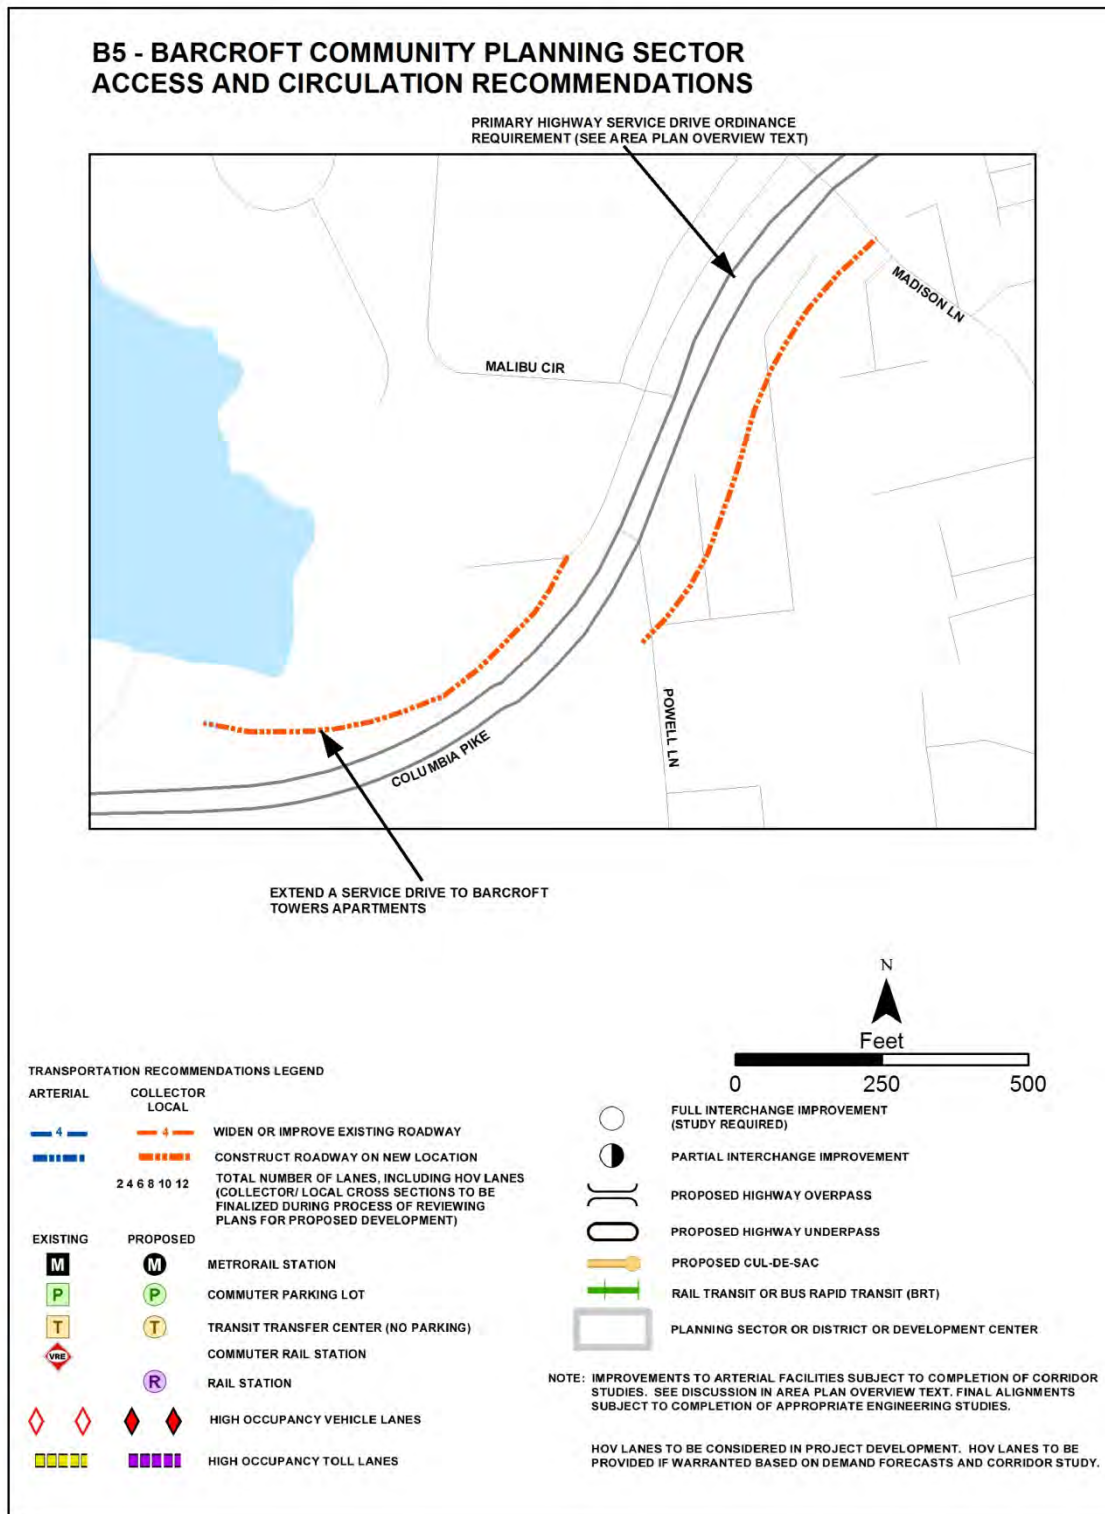 B5 - BARCROFT COMMUNITY PLANNING SECTOR
ACCESS AND CIRCULATION RECOMMENDATIONS
PRIMARY HIGHWAY SERVICE DRIVE ORDINANCE
REQUIREMENT (SEE AREA PLAN OVERVIEW TEXT)
MADISON LN
MALIBU CIR
POWELL LN
COLUMBIA PIKE
EXTEND A SERVICE DRIVE TO BARCROFT
TOWERS APARTMENTS
N
Feet
0 250 500
TRANSPORTATION RECOMMENDATIONS LEGEND
ARTERIAL COLLECTOR
LOCAL
4 4 WIDEN OR IMPROVE EXISTING ROADWAY
CONSTRUCT ROADWAY ON NEW LOCATION
2 4 6 8 10 12 TOTAL NUMBER OF LANES, INCLUDING HOV LANES
(COLLECTOR/ LOCAL CROSS SECTIONS TO BE
FINALIZED DURING PROCESS OF REVIEWING
PLANS FOR PROPOSED DEVELOPMENT)
EXISTING PROPOSED
M M METRORAIL STATION
P P COMMUTER PARKING LOT
T T TRANSIT TRANSFER CENTER (NO PARKING)
VRE COMMUTER RAIL STATION
R RAIL STATION
HIGH OCCUPANCY VEHICLE LANES
HIGH OCCUPANCY TOLL LANES
FULL INTERCHANGE IMPROVEMENT
(STUDY REQUIRED)
PARTIAL INTERCHANGE IMPROVEMENT
PROPOSED HIGHWAY OVERPASS
PROPOSED HIGHWAY UNDERPASS
PROPOSED CUL-DE-SAC
RAIL TRANSIT OR BUS RAPID TRANSIT (BRT)
PLANNING SECTOR OR DISTRICT OR DEVELOPMENT CENTER
NOTE: IMPROVEMENTS TO ARTERIAL FACILITIES SUBJECT TO COMPLETION OF CORRIDOR
STUDIES. SEE DISCUSSION IN AREA PLAN OVERVIEW TEXT. FINAL ALIGNMENTS
SUBJECT TO COMPLETION OF APPROPRIATE ENGINEERING STUDIES.
HOV LANES TO BE CONSIDERED IN PROJECT DEVELOPMENT. HOV LANES TO BE
PROVIDED IF WARRANTED BASED ON DEMAND FORECASTS AND CORRIDOR STUDY.